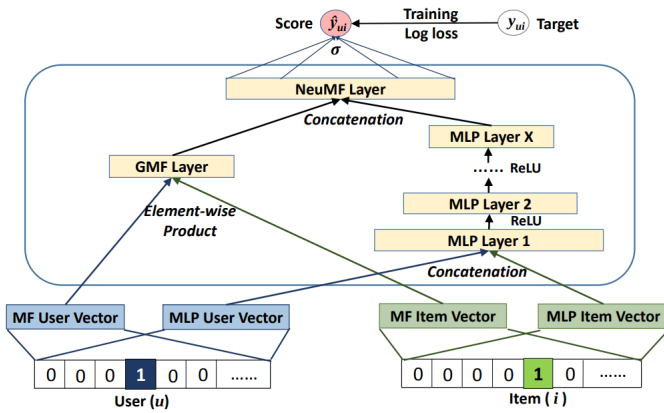 Score ŷui Training yui Target
Log loss
σ
NeuMF Layer
Concatenation
MLP Layer X
GMF Layer
...... ReLU
MLP Layer 2
Element-wise
Product
ReLU
MLP Layer 1
Concatenation
MF User Vector MLP User Vector MF Item Vector MLP Item Vector
0 0 0 1 0 0 ...... 0 0 0 0 1 0 ......
User (u) Item ( i )